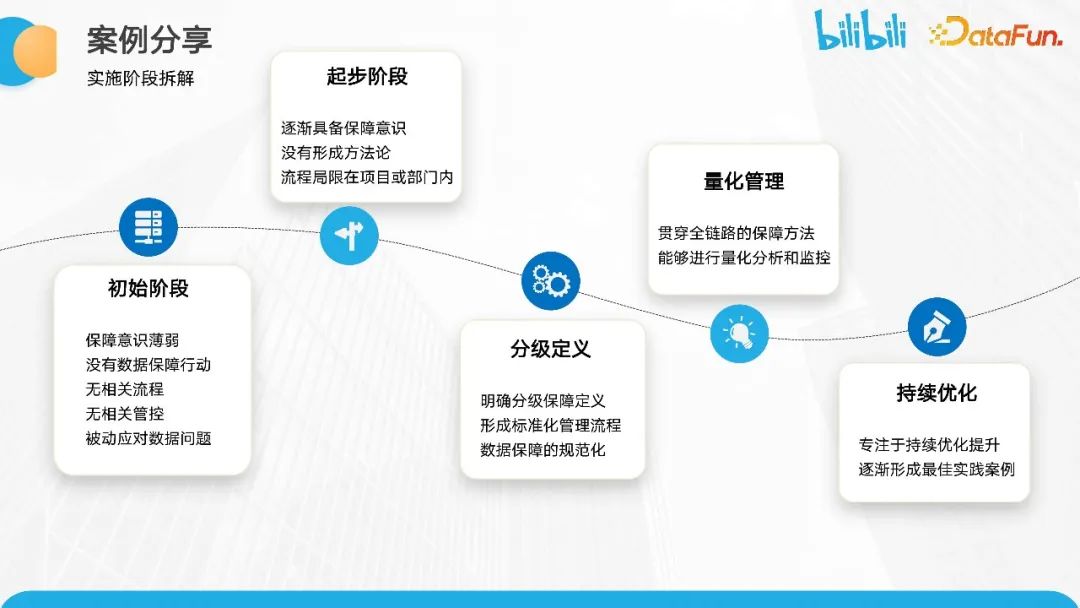 案例分享
实施阶段拆解
bilibili
DataFun.
初始阶段
保障意识薄弱
没有数据保障行动
无相关流程
无相关管控
被动应对数据问题
起步阶段
逐渐具备保障意识
没有形成方法论
流程局限在项目或部门内
分级定义
明确分级保障定义
形成标准化管理流程
数据保障的规范化
量化管理
贯穿全链路的保障方法
能够进行量化分析和监控
持续优化
专注于持续优化提升
逐渐形成最佳实践案例